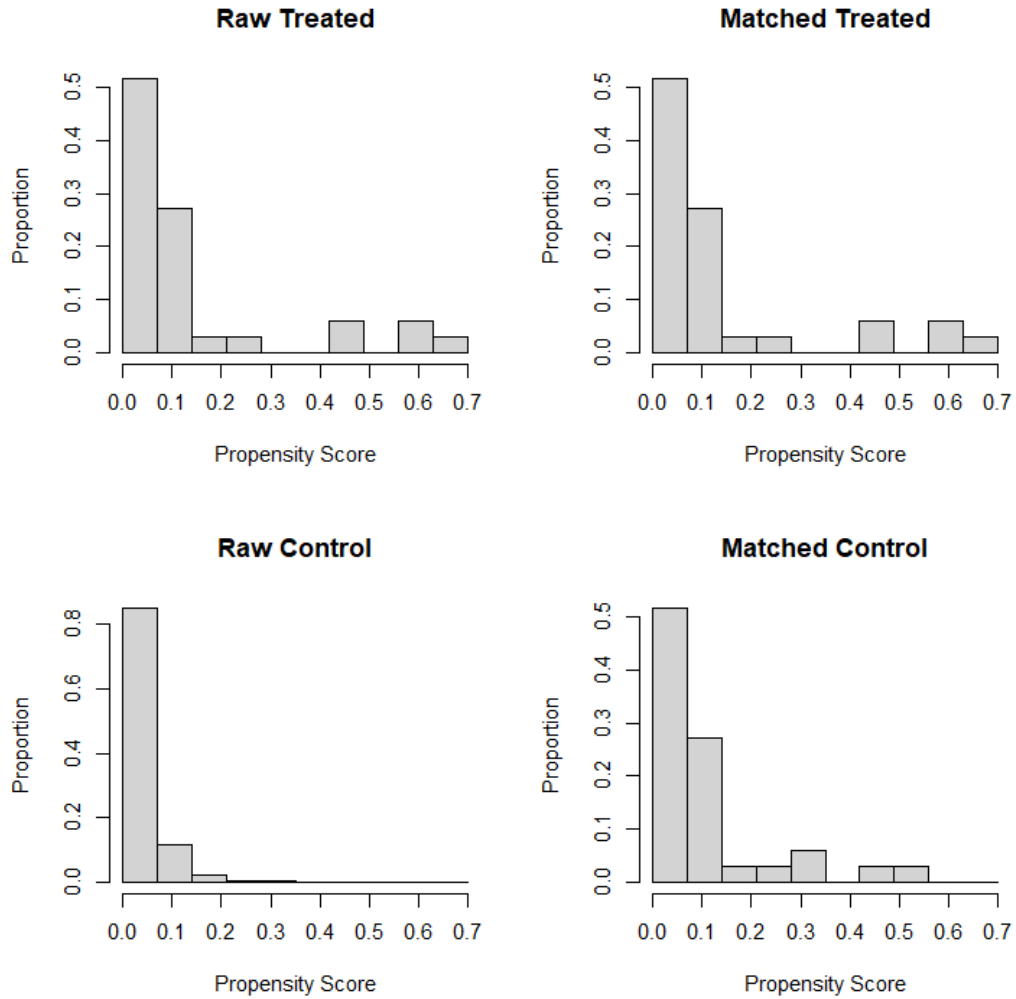 Raw Treated
Proportion
0.0 0.1 0.2 0.3 0.4 0.5
0.0 0.1 0.2 0.3 0.4 0.5 0.6 0.7
Propensity Score
Matched Treated
Proportion
0.0 0.1 0.2 0.3 0.4 0.5
0.0 0.1 0.2 0.3 0.4 0.5 0.6 0.7
Propensity Score
Raw Control
Proportion
0.0 0.2 0.4 0.6 0.8
0.0 0.1 0.2 0.3 0.4 0.5 0.6 0.7
Propensity Score
Matched Control
Proportion
0.0 0.1 0.2 0.3 0.4 0.5
0.0 0.1 0.2 0.3 0.4 0.5 0.6 0.7
Propensity Score